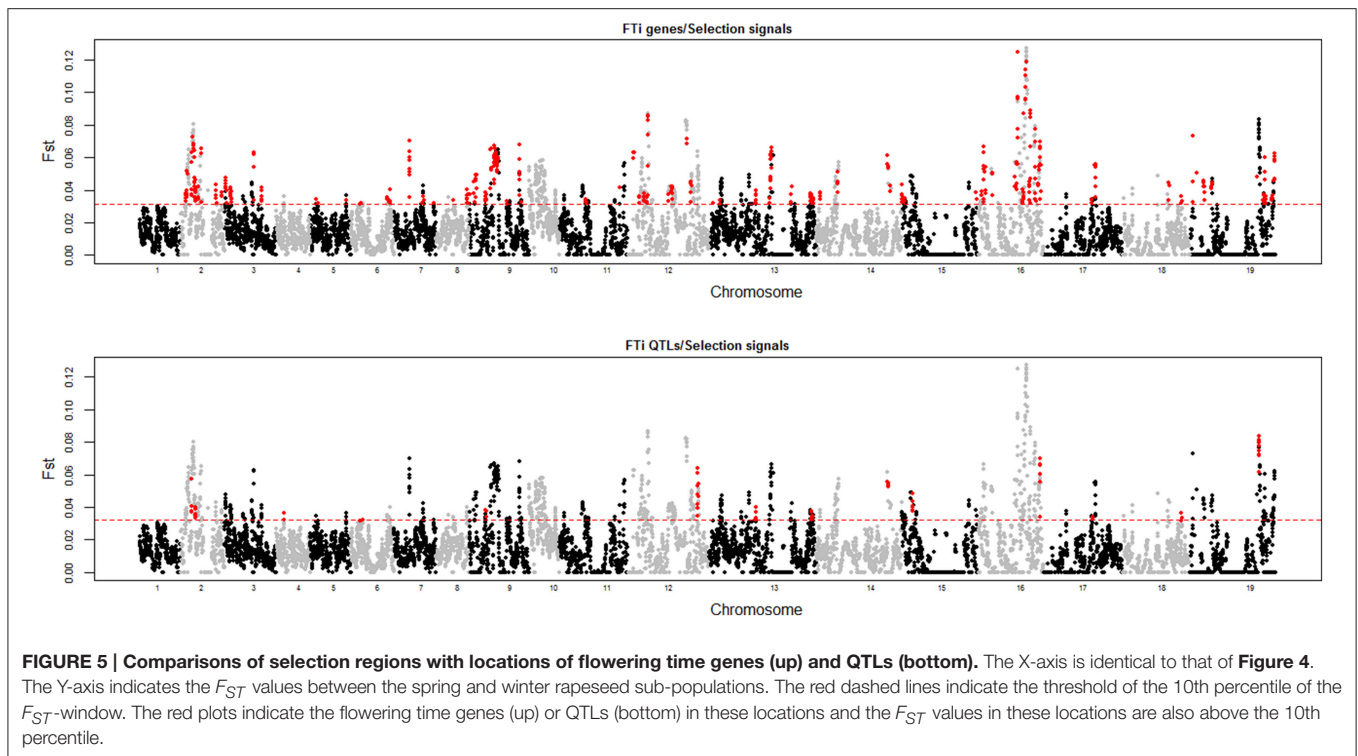 FTi genes/Selection signals
Fst
0.12
0.10
0.08
0.06
0.04
0.02
0.00
1 2 3 4 5 6 7 8 9 10 11 12 13 14 15 16 17 18 19
Chromosome
FTi QTLs/Selection signals
Fst
0.12
0.10
0.08
0.06
0.04
0.02
0.00
1 2 3 4 5 6 7 8 9 10 11 12 13 14 15 16 17 18 19
Chromosome
FIGURE 5 | Comparisons of selection regions with locations of flowering time genes (up) and QTLs (bottom). The X-axis is identical to that of Figure 4.
The Y-axis indicates the FST values between the spring and winter rapeseed sub-populations. The red dashed lines indicate the threshold of the 10th percentile of the
FST-window. The red plots indicate the flowering time genes (up) or QTLs (bottom) in these locations and the FST values in these locations are also above the 10th
percentile.